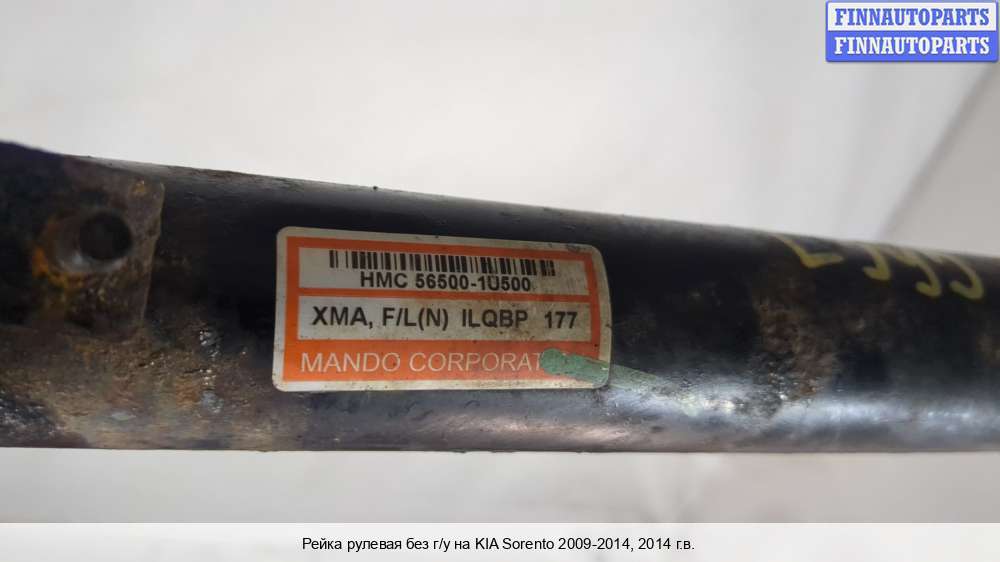 FINNAUTOPARTS
FINNAUTOPARTS
HMC 56500-1U500
XMA, F/L(N) ILQBP 177
MANDO CORPORAT
Рейка рулевая без г/у на KIA Sorento 2009-2014, 2014 г.в.